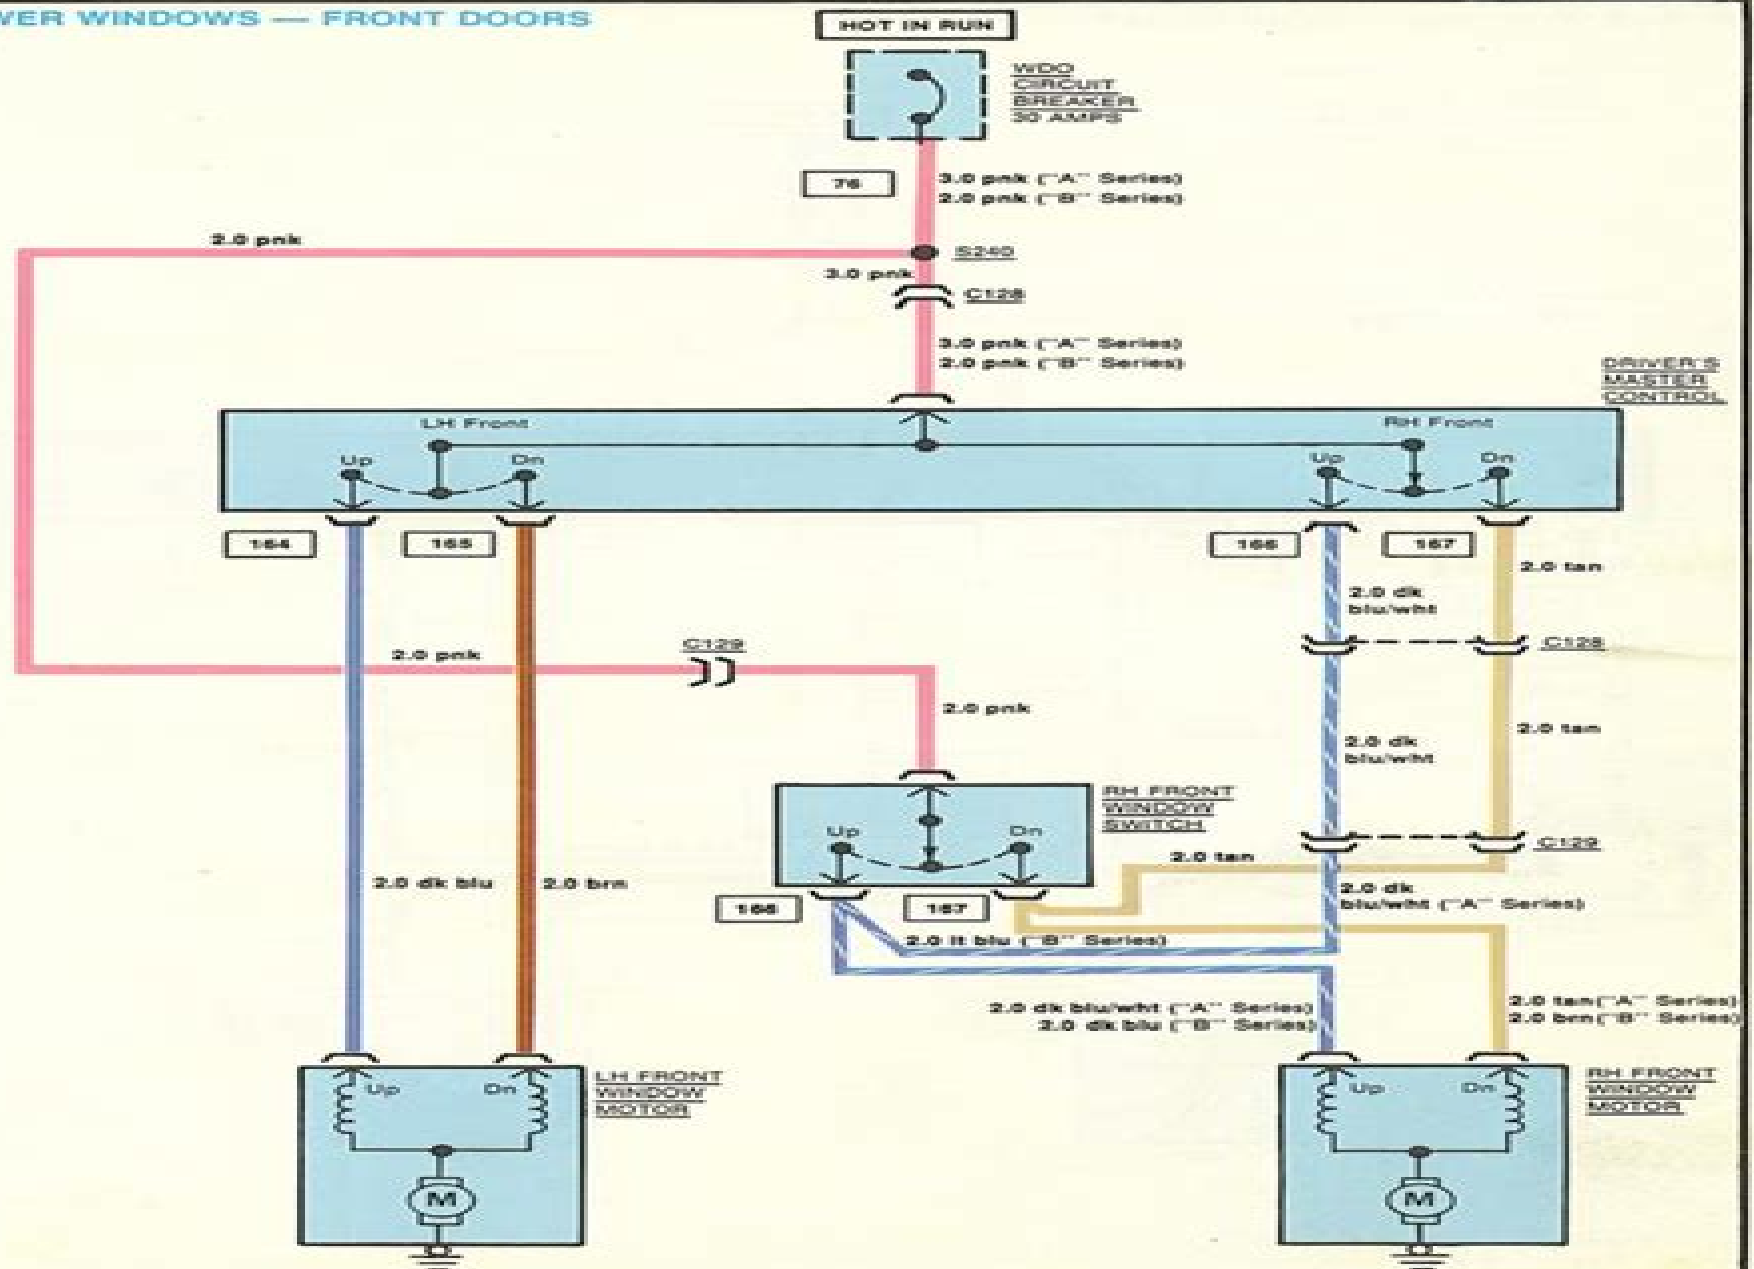 WER WINDOWS — FRONT DOORS
HOT IN RUN
WDO
CIRCUIT
BREAKER
30 AMPS
76
3.0 pnk ("A" Series)
2.0 pnk ("B" Series)
2.0 pnk
S240
3.0 pnk
C128
3.0 pnk ("A" Series)
2.0 pnk ("B" Series)
DRIVER'S
MASTER
CONTROL
LH Front
RH Front
Up
Dn
Up
Dn
164
165
166
167
2.0 tan
2.0 dk
blu/wht
C128
C129
2.0 pnk
2.0 pnk
2.0 tan
2.0 dk
blu/wht
RH FRONT
WINDOW
SWITCH
Up
Dn
C129
2.0 tan
2.0 dk blu
2.0 brn
2.0 dk
blu/wht ("A" Series)
166
167
2.0 lt blu ("B" Series)
2.0 dk blu/wht ("A" Series)
2.0 dk blu ("B" Series)
2.0 tan ("A" Series)
2.0 brn ("B" Series)
LH FRONT
WINDOW
MOTOR
Up
Dn
RH FRONT
WINDOW
MOTOR
Up
Dn
M
M